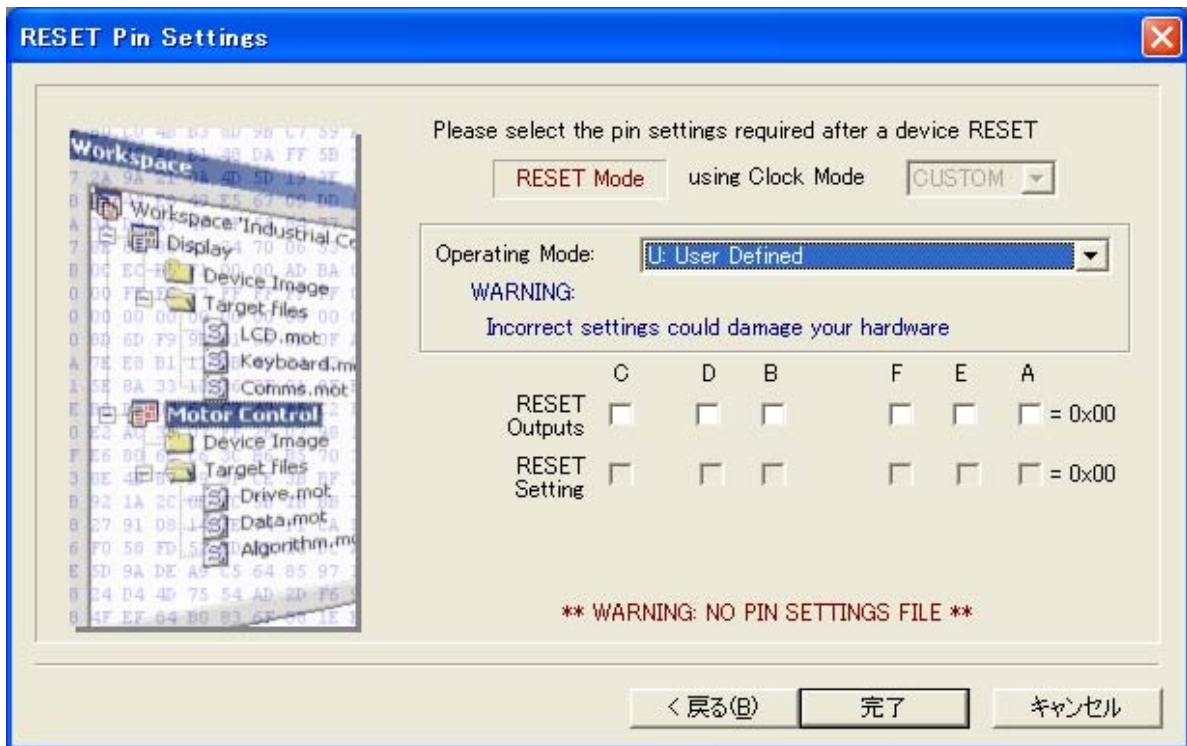 RESET Pin Settings
Workspace
Workspace 'Industrial Co
Display
Device Image
Target files
LCD.mot
Keyboard.m
Comms.mot
Motor Control
Device Image
Target files
Drive.mot
Data.mot
Algorithm.mo
Please select the pin settings required after a device RESET
RESET Mode using Clock Mode CUSTOM
Operating Mode: U: User Defined
WARNING:
Incorrect settings could damage your hardware
C D B F E A
RESET Outputs = 0x00
RESET Setting = 0x00
** WARNING: NO PIN SETTINGS FILE **
< 戻る(B) 完了 キャンセル